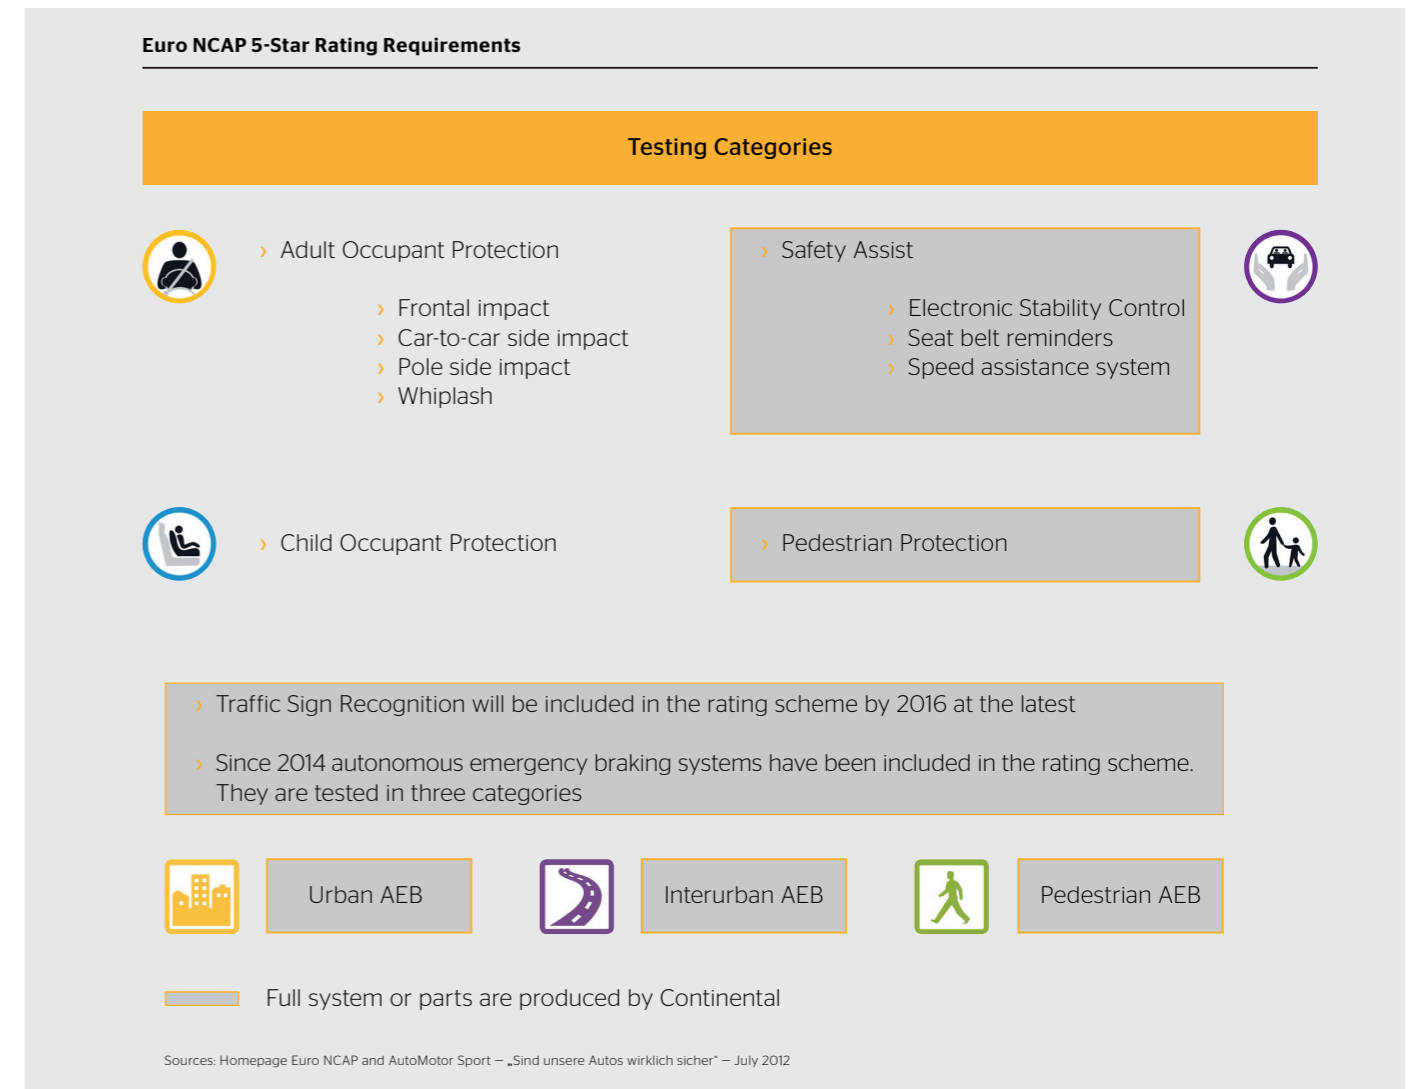 Euro NCAP 5-Star Rating Requirements
Testing Categories
› Adult Occupant Protection
› Frontal impact
› Car-to-car side impact
› Pole side impact
› Whiplash
› Safety Assist
› Electronic Stability Control
› Seat belt reminders
› Speed assistance system
› Child Occupant Protection
› Pedestrian Protection
› Traffic Sign Recognition will be included in the rating scheme by 2016 at the latest
› Since 2014 autonomous emergency braking systems have been included in the rating scheme.
They are tested in three categories
Urban AEB
Interurban AEB
Pedestrian AEB
Full system or parts are produced by Continental
Sources: Homepage Euro NCAP and AutoMotor Sport – „Sind unsere Autos wirklich sicher“ – July 2012